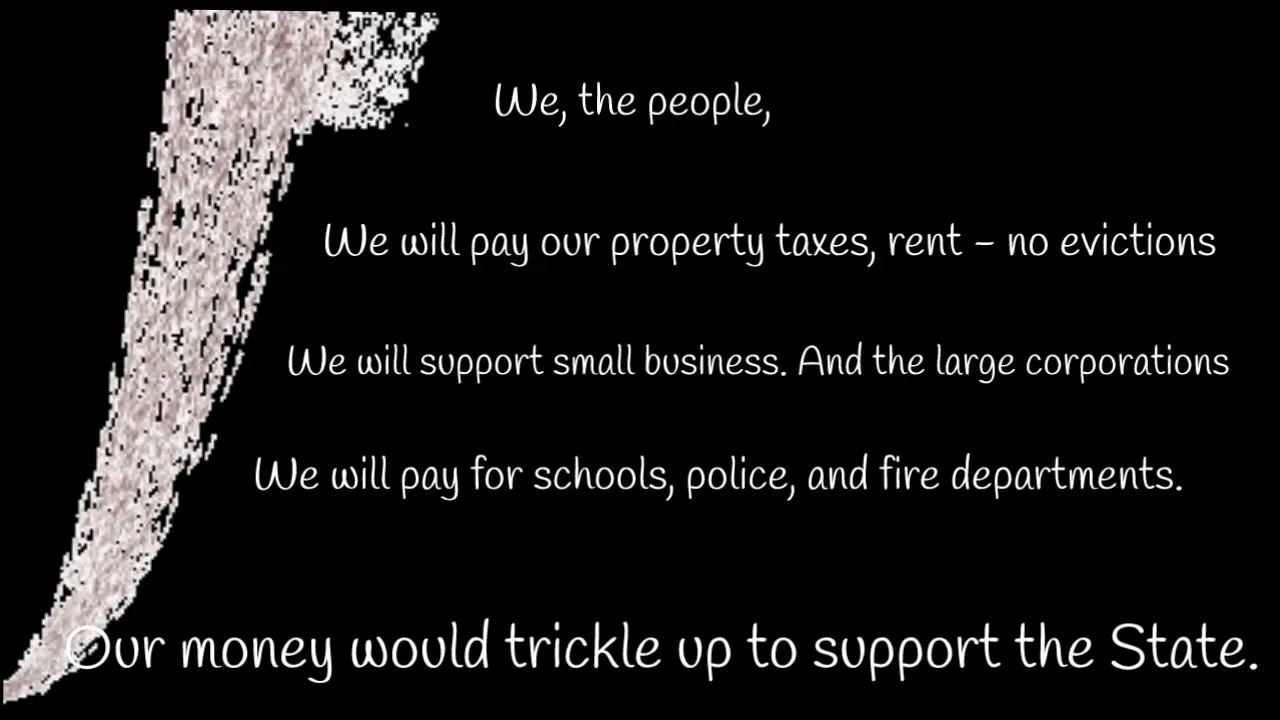 We, the people,
We will pay our property taxes, rent – no evictions
We will support small business. And the large corporations
We will pay for schools, police, and fire departments.
Our money would trickle up to support the State.